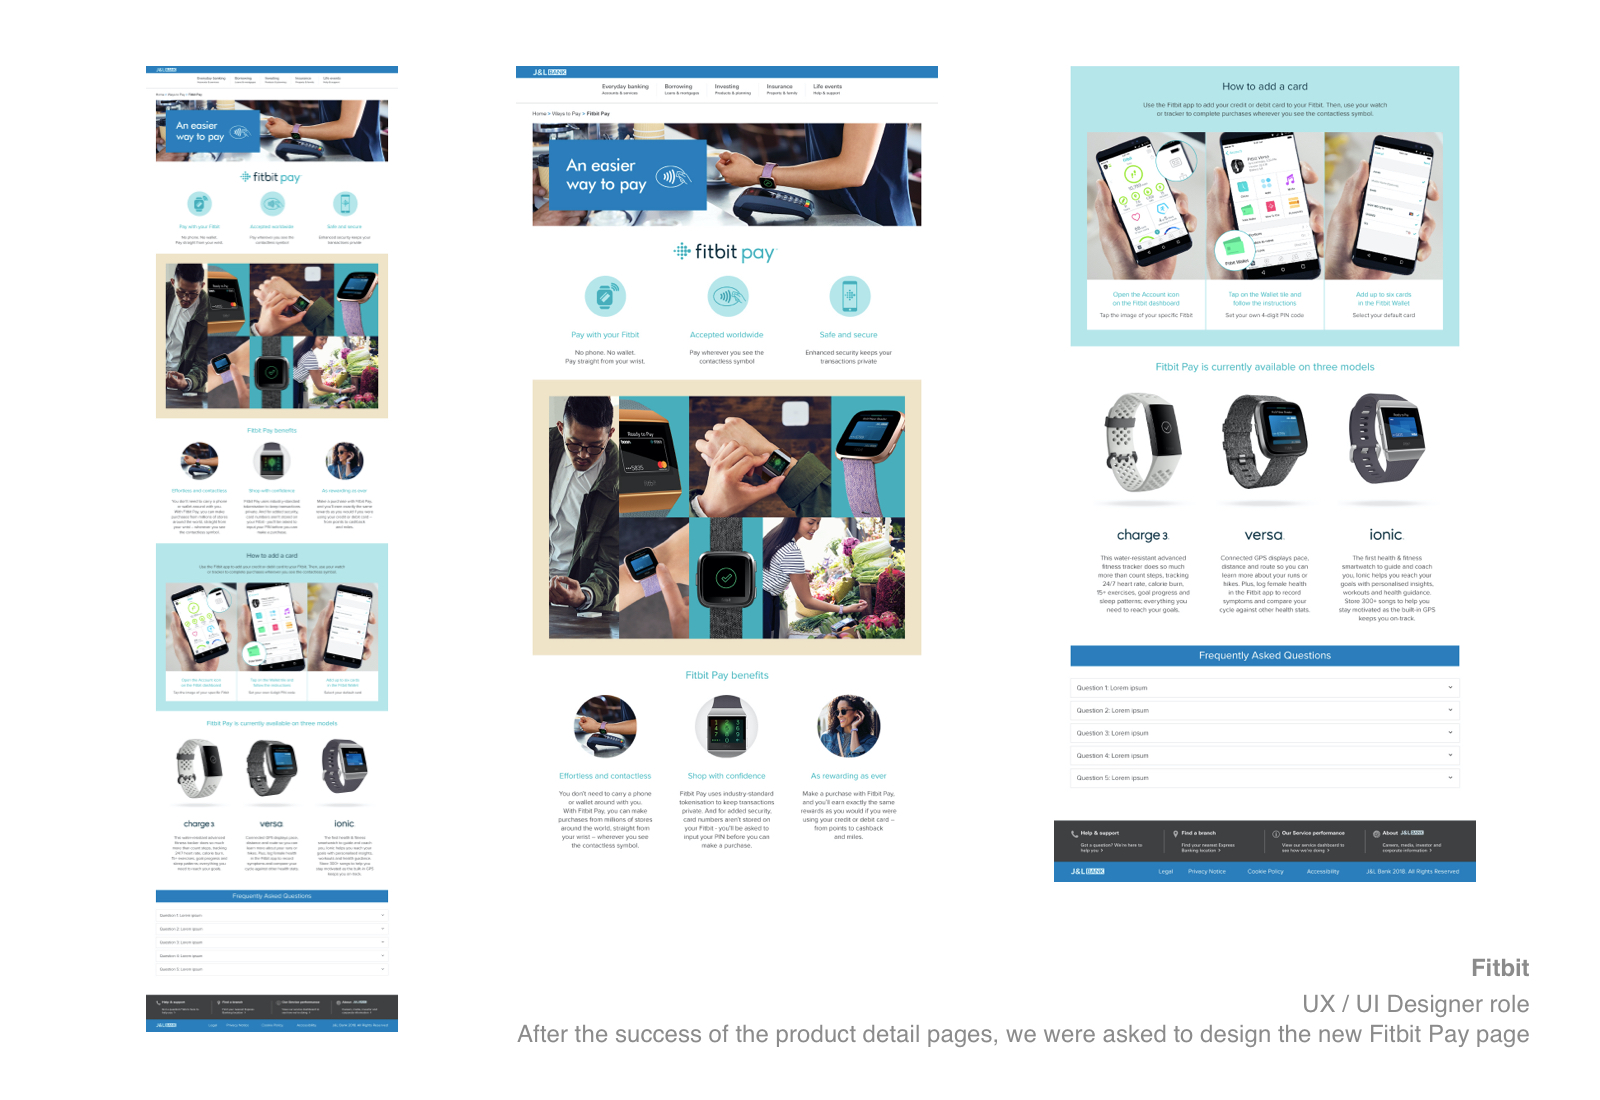 J&L BANK
Everyday banking
Accounts & services
Borrowing
Loans & mortgages
Investing
Products & planning
Insurance
Property & family
Life events
Help & support
Home > Ways to Pay > Fitbit Pay
An easier
way to pay
fitbit pay
Pay with your Fitbit
No phone. No wallet.
Pay straight from your wrist.
Accepted worldwide
Pay wherever you see the
contactless symbol
Safe and secure
Enhanced security keeps your
transactions private
Fitbit Pay benefits
Effortless and contactless
You don't need to carry a phone
or wallet around with you.
With Fitbit Pay, you can make
purchases from millions of stores
around the world, straight from
your wrist – wherever you see
the contactless symbol.
Shop with confidence
Fitbit Pay uses industry-standard
tokenisation to keep transactions
private. And for added security,
card numbers aren't stored on
your Fitbit - you'll be asked to
input your PIN before you can
make a purchase.
As rewarding as ever
Make a purchase with Fitbit Pay,
and you'll earn exactly the same
rewards as you would if you were
using your credit or debit card –
from points to cashback
and miles.
How to add a card
Use the Fitbit app to add your credit or debit card to your Fitbit. Then, use your watch
or tracker to complete purchases wherever you see the contactless symbol.
Open the Account icon
on the Fitbit dashboard
Tap the image of your specific Fitbit
Tap on the Wallet tile and
follow the instructions
Set your own 4-digit PIN code
Add up to six cards
in the Fitbit Wallet
Select your default card
Fitbit Pay is currently available on three models
charge 3
This water-resistant advanced
fitness tracker does so much
more than count steps, tracking
24/7 heart rate, calorie burn,
15+ exercises, goal progress and
sleep patterns; everything you
need to reach your goals.
versa
Connected GPS displays pace,
distance and route so you can
learn more about your runs or
hikes. Plus, log female health
in the Fitbit app to record
symptoms and compare your
cycle against other health stats.
ionic
The first health & fitness
smartwatch to guide and coach
you, Ionic helps you reach your
goals with personalised insights,
workouts and health guidance.
Store 300+ songs to help you
stay motivated as the built-in GPS
keeps you on-track.
Frequently Asked Questions
Question 1: Lorem ipsum
Question 2: Lorem ipsum
Question 3: Lorem ipsum
Question 4: Lorem ipsum
Question 5: Lorem ipsum
Help & support
Got a question? We're here to
help you >
Find a branch
Find your nearest Express
Banking location >
Our Service performance
View our service dashboard to
see how we're doing >
About J&L BANK
Careers, media, investor and
corporate information >
J&L BANK
Legal
Privacy Notice
Cookie Policy
Accessibility
J&L Bank 2018. All Rights Reserved
Fitbit
UX / UI Designer role
After the success of the product detail pages, we were asked to design the new Fitbit Pay page